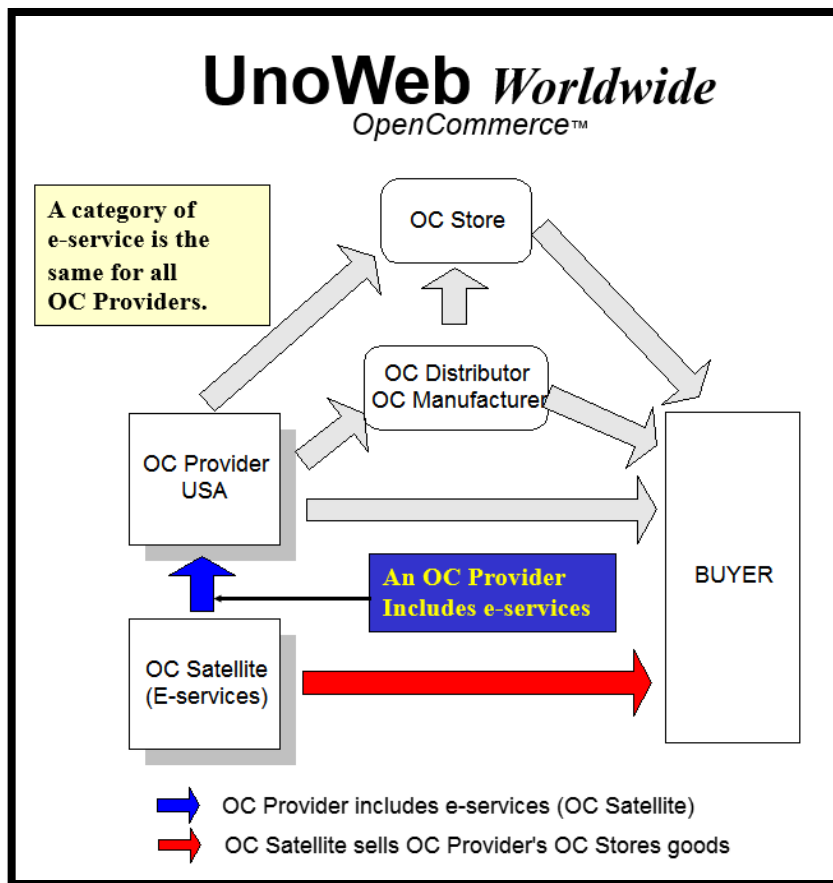 UnoWeb Worldwide
OpenCommerce™
A category of
e-service is the
same for all
OC Providers.
OC Store
OC Distributor
OC Manufacturer
OC Provider
USA
An OC Provider
Includes e-services
BUYER
OC Satellite
(E-services)
OC Provider includes e-services (OC Satellite)
OC Satellite sells OC Provider's OC Stores goods